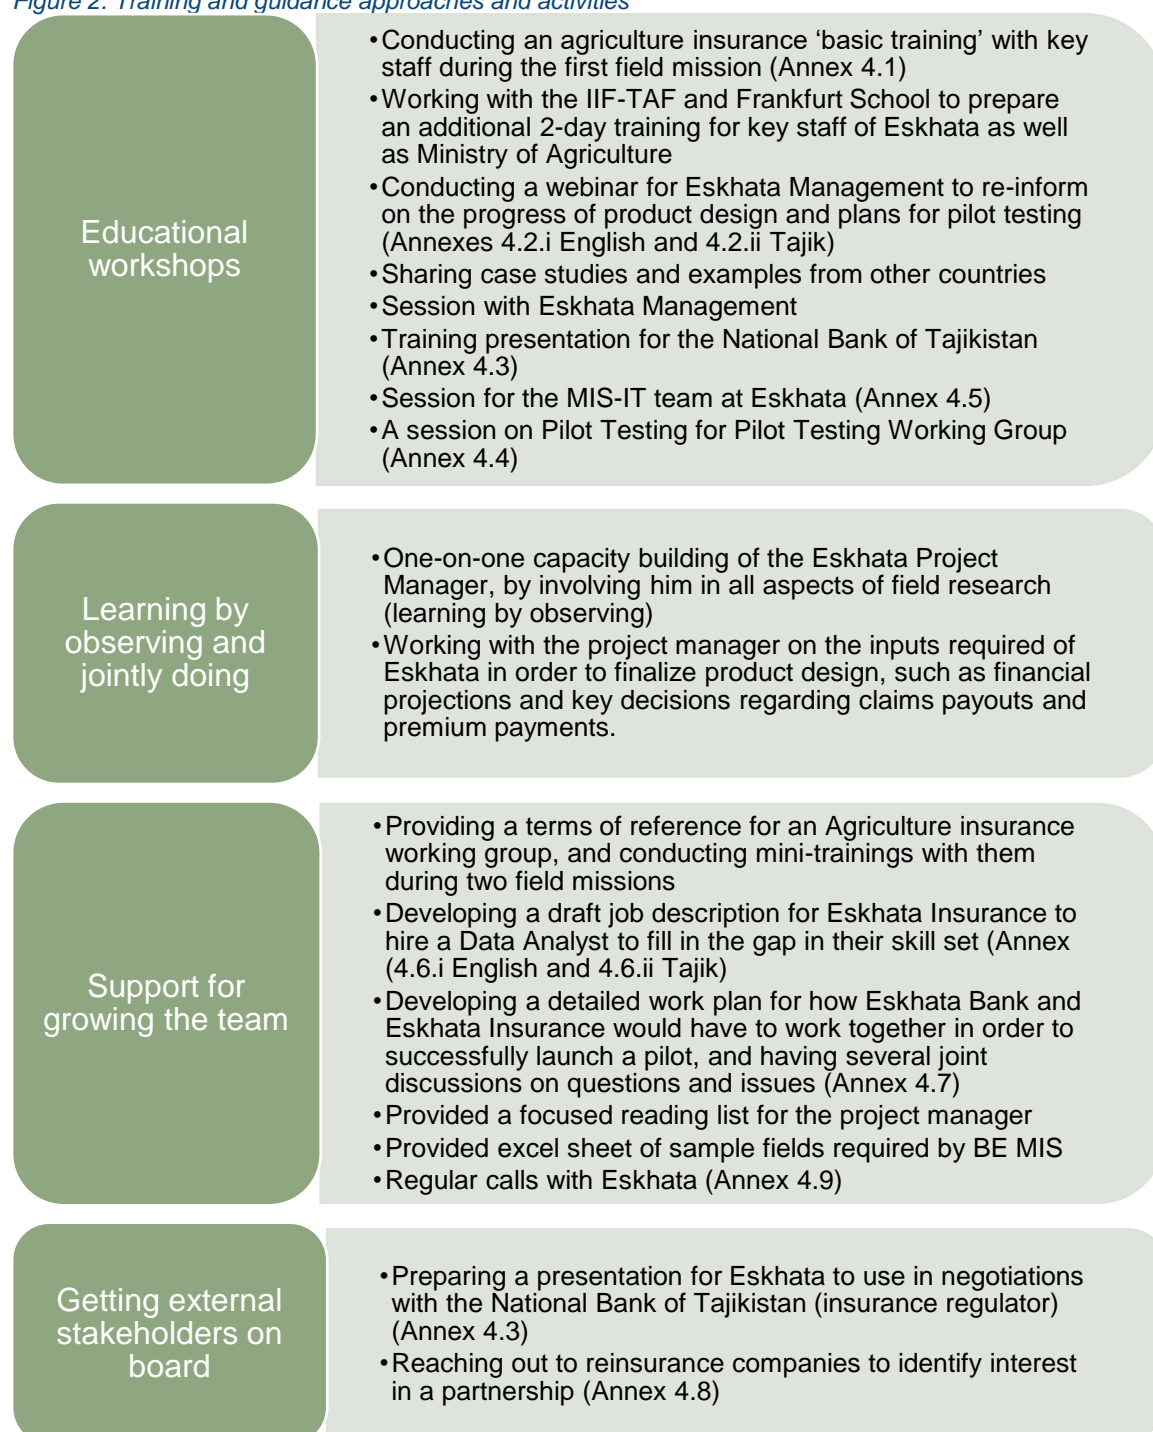 Figure 2: Training and guidance approaches and activities
Educational
workshops
•Conducting an agriculture insurance ‘basic training’ with key
staff during the first field mission (Annex 4.1)
•Working with the IIF-TAF and Frankfurt School to prepare
an additional 2-day training for key staff of Eskhata as well
as Ministry of Agriculture
•Conducting a webinar for Eskhata Management to re-inform
on the progress of product design and plans for pilot testing
(Annexes 4.2.i English and 4.2.ii Tajik)
•Sharing case studies and examples from other countries
•Session with Eskhata Management
•Training presentation for the National Bank of Tajikistan
(Annex 4.3)
•Session for the MIS-IT team at Eskhata (Annex 4.5)
•A session on Pilot Testing for Pilot Testing Working Group
(Annex 4.4)
Learning by
observing and
jointly doing
•One-on-one capacity building of the Eskhata Project
Manager, by involving him in all aspects of field research
(learning by observing)
•Working with the project manager on the inputs required of
Eskhata in order to finalize product design, such as financial
projections and key decisions regarding claims payouts and
premium payments.
Support for
growing the team
•Providing a terms of reference for an Agriculture insurance
working group, and conducting mini-trainings with them
during two field missions
•Developing a draft job description for Eskhata Insurance to
hire a Data Analyst to fill in the gap in their skill set (Annex
(4.6.i English and 4.6.ii Tajik)
•Developing a detailed work plan for how Eskhata Bank and
Eskhata Insurance would have to work together in order to
successfully launch a pilot, and having several joint
discussions on questions and issues (Annex 4.7)
•Provided a focused reading list for the project manager
•Provided excel sheet of sample fields required by BE MIS
•Regular calls with Eskhata (Annex 4.9)
Getting external
stakeholders on
board
•Preparing a presentation for Eskhata to use in negotiations
with the National Bank of Tajikistan (insurance regulator)
(Annex 4.3)
•Reaching out to reinsurance companies to identify interest
in a partnership (Annex 4.8)